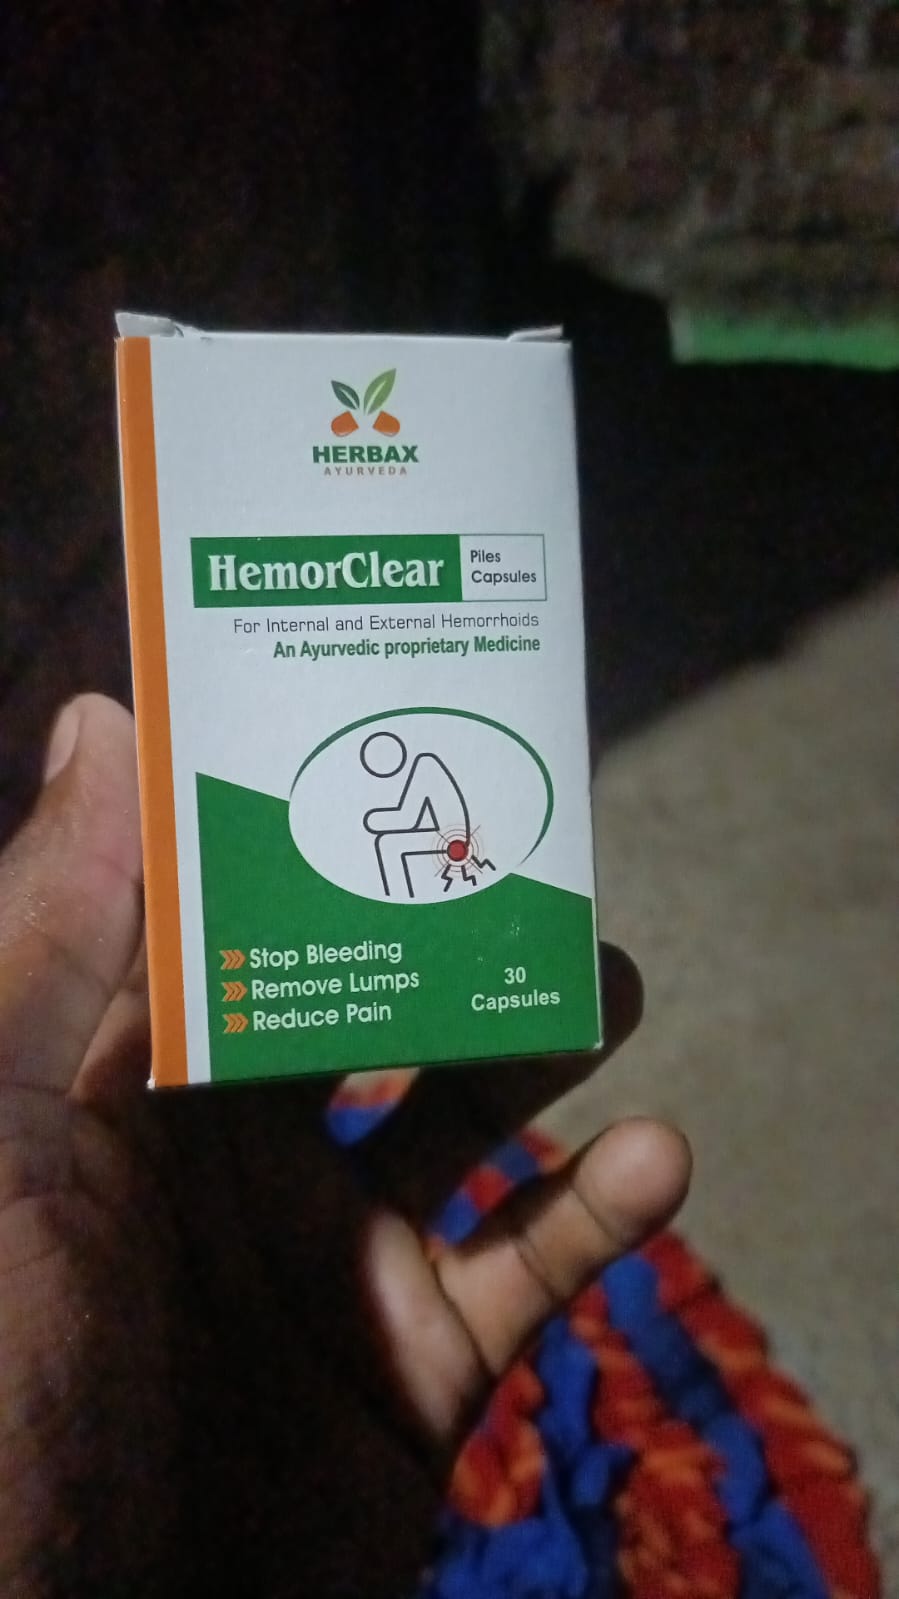 HERBAX
AYURVEDA
HemorClear
Piles
Capsules
For Internal and External Hemorrhoids
An Ayurvedic proprietary Medicine
Stop Bleeding
Remove Lumps
Reduce Pain
30
Capsules